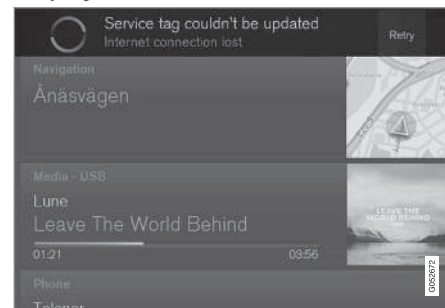 Service tag couldn't be updated
Internet connection lost
Retry
Navigation
Ånäsvägen
Media - USB
Lune
Leave The World Behind
LEAVE THE
WORLD BEHIND
01:21
03:56
Phone
Telenor
G052672